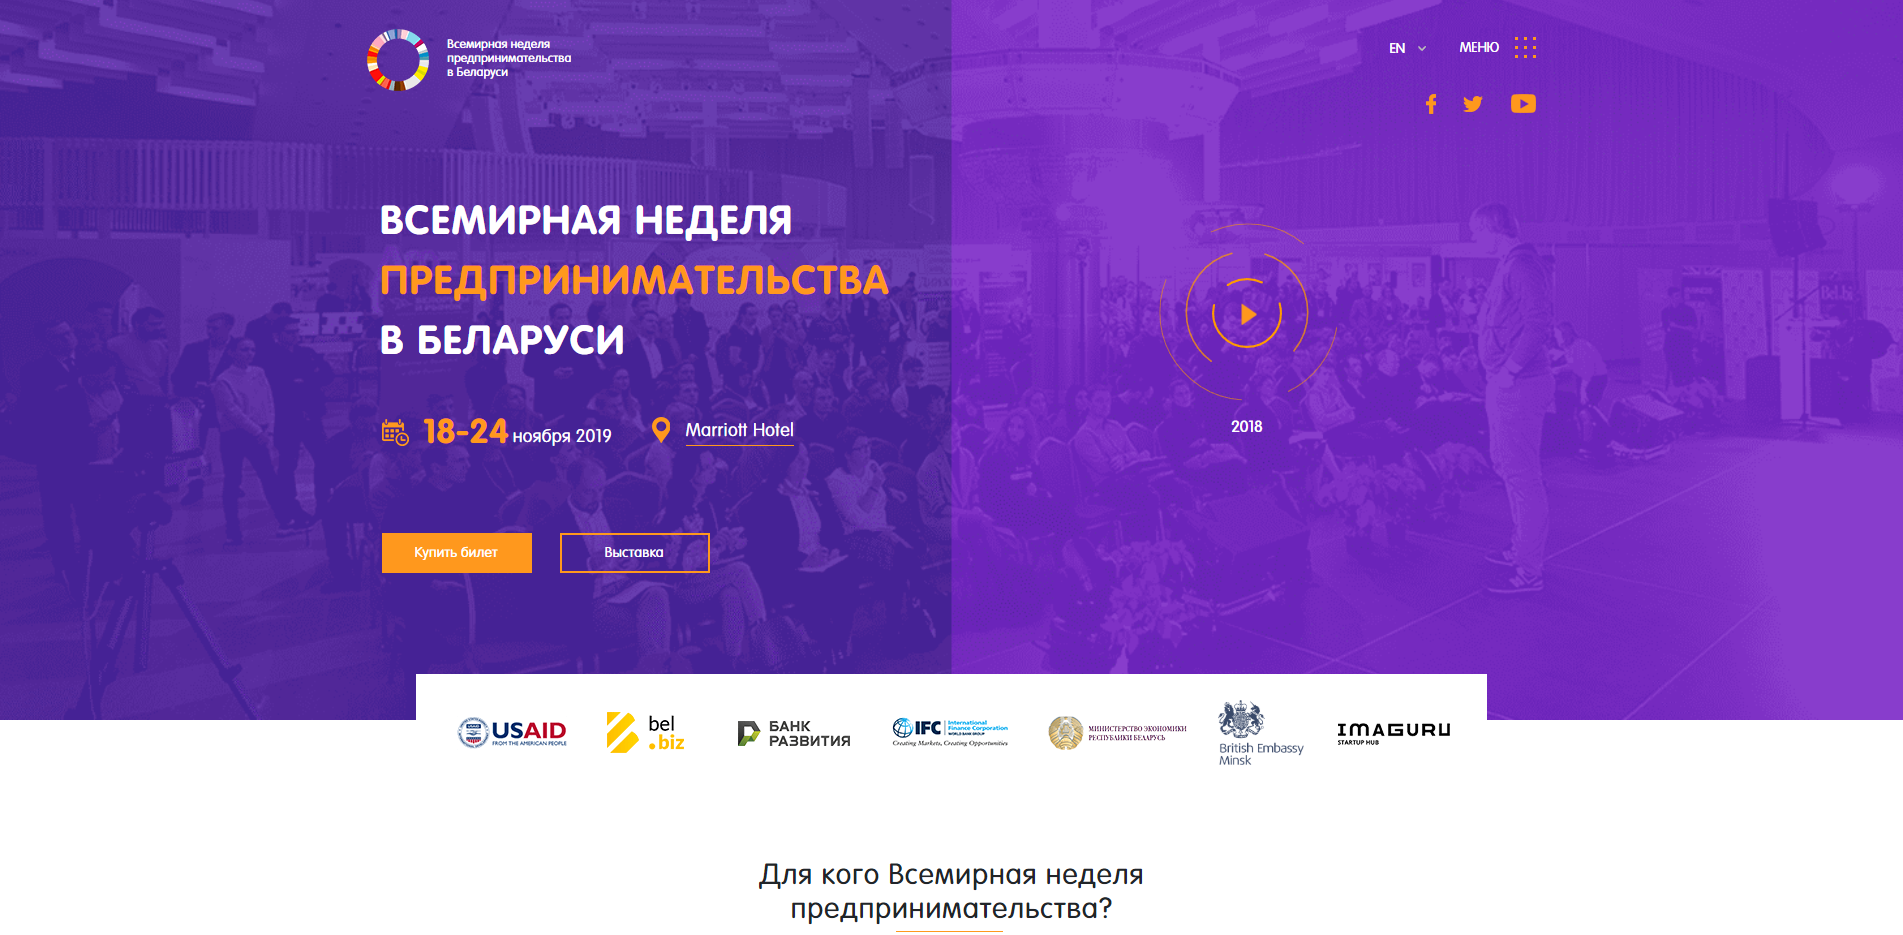 Всемирная неделя
предпринимательства
в Беларуси
EN
МЕНЮ
ВСЕМИРНАЯ НЕДЕЛЯ
ПРЕДПРИНИМАТЕЛЬСТВА
В БЕЛАРУСИ
18-24 ноября 2019
Marriott Hotel
2018
Купить билет
Выставка
USAID
FROM THE AMERICAN PEOPLE
bel
.biz
БАНК
РАЗВИТИЯ
IFC
International
Finance Corporation
WORLD BANK GROUP
Creating Markets, Creating Opportunities
МИНИСТЕРСТВО ЭКОНОМИКИ
РЕСПУБЛИКИ БЕЛАРУСЬ
British Embassy
Minsk
IMAGURU
STARTUP HUB
Для кого Всемирная неделя
предпринимательства?